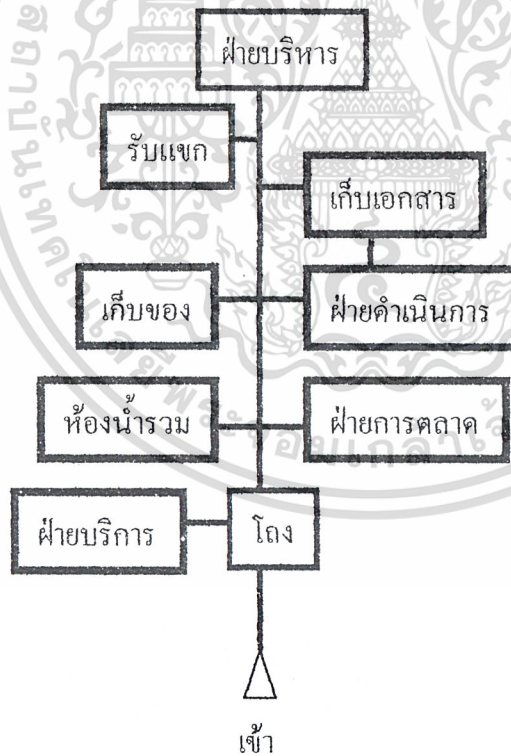 ฝ่ายบริหาร
รับแขก
เก็บเอกสาร
เก็บของ
ฝ่ายดำเนินการ
ห้องน้ำรวม
ฝ่ายการตลาด
ฝ่ายบริการ
โถง
เข้า